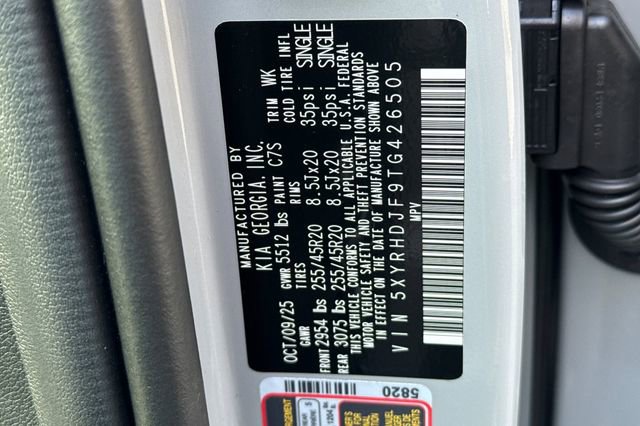 MANUFACTURED BY
KIA GEORGIA, INC.
OCT/09/25 GVWR 5512 lbs PAINT C7S TRIM WK
GAWR TIRES RIMS COLD TIRE INFL
FRONT 2954 lbs 255/45R20 8.5Jx20 35psi SINGLE
REAR 3075 lbs 255/45R20 8.5Jx20 35psi SINGLE
THIS VEHICLE CONFORMS TO ALL APPLICABLE U.S.A. FEDERAL
MOTOR VEHICLE SAFETY AND THEFT PREVENTION STANDARDS
IN EFFECT ON THE DATE OF MANUFACTURE SHOWN ABOVE
VIN 5XYRHDJF9TG426505
MPV
5820